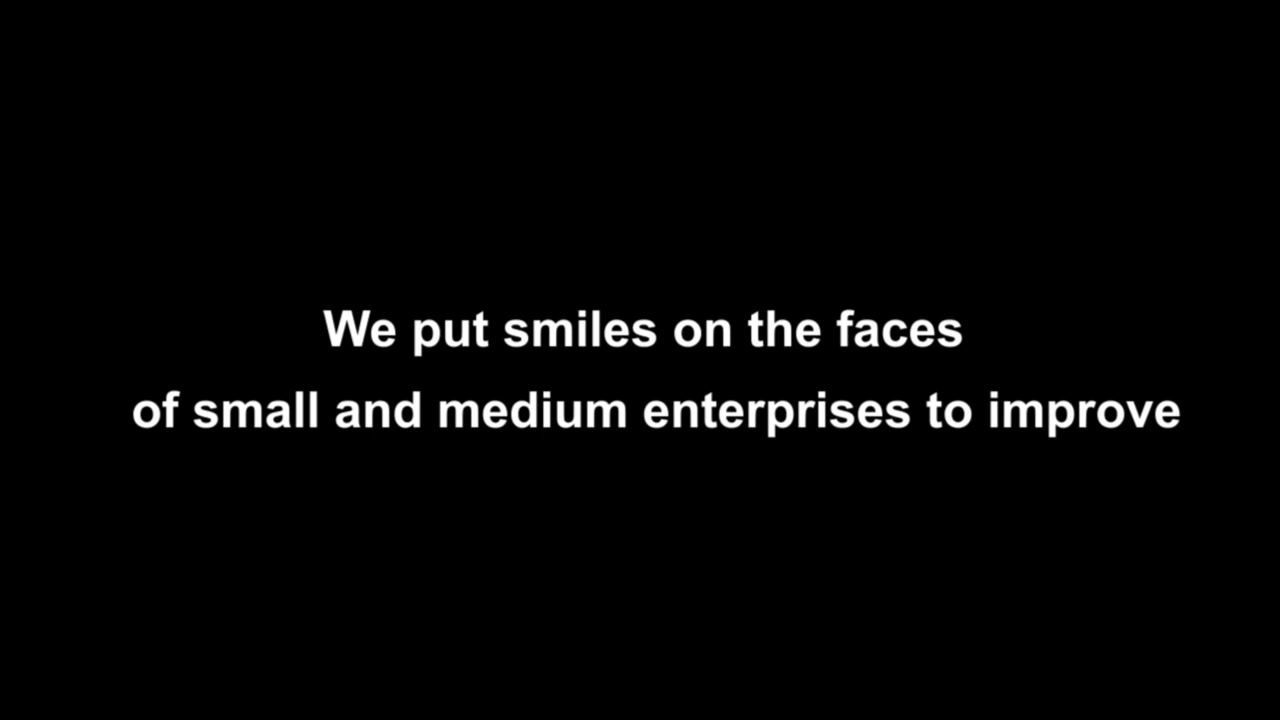 We put smiles on the faces
of small and medium enterprises to improve